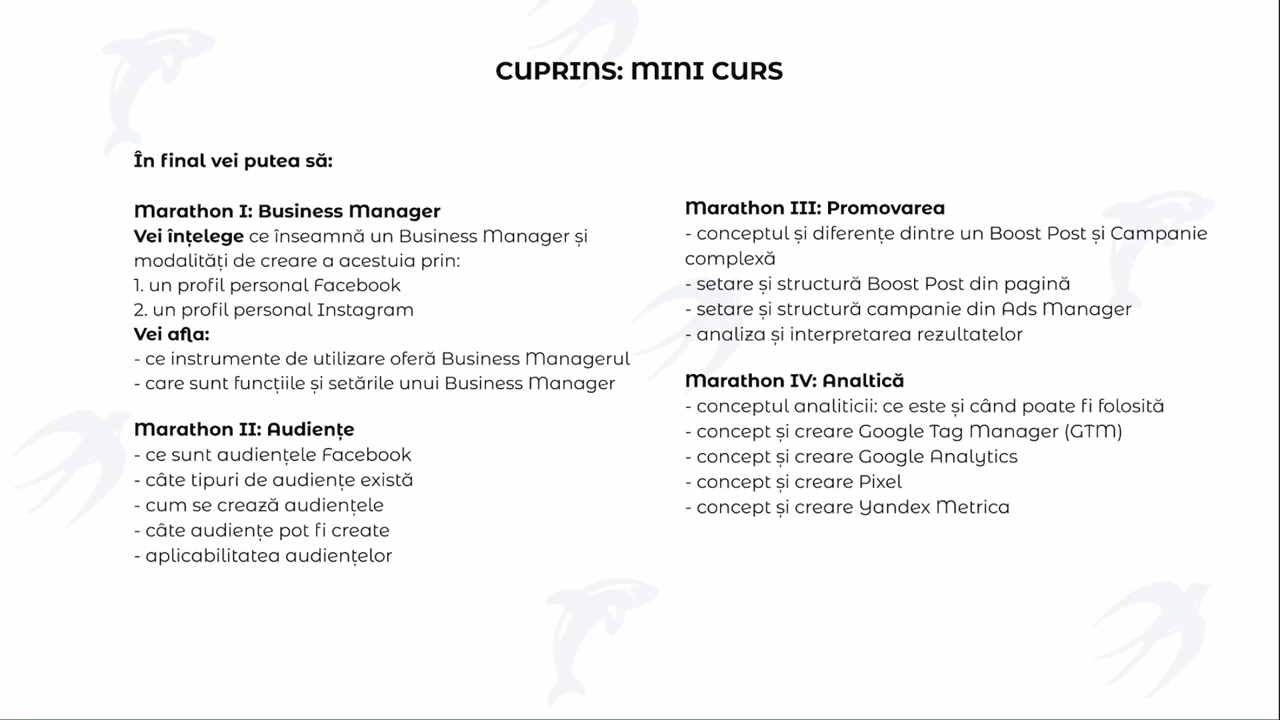 CUPRINS: MINI CURS
În final vei putea să:
Marathon I: Business Manager
Vei înțelege ce înseamnă un Business Manager și
modalități de creare a acestuia prin:
1. un profil personal Facebook
2. un profil personal Instagram
Vei afla:
- ce instrumente de utilizare oferă Business Managerul
- care sunt funcțiile și setările unui Business Manager
Marathon II: Audiențe
- ce sunt audiențele Facebook
- câte tipuri de audiențe există
- cum se crează audiențele
- câte audiențe pot fi create
- aplicabilitatea audiențelor
Marathon III: Promovarea
- conceptul și diferențe dintre un Boost Post și Campanie
complexă
- setare și structură Boost Post din pagină
- setare și structură campanie din Ads Manager
- analiza și interpretarea rezultatelor
Marathon IV: Analtică
- conceptul analiticii: ce este și când poate fi folosită
- concept și creare Google Tag Manager (GTM)
- concept și creare Google Analytics
- concept și creare Pixel
- concept și creare Yandex Metrica